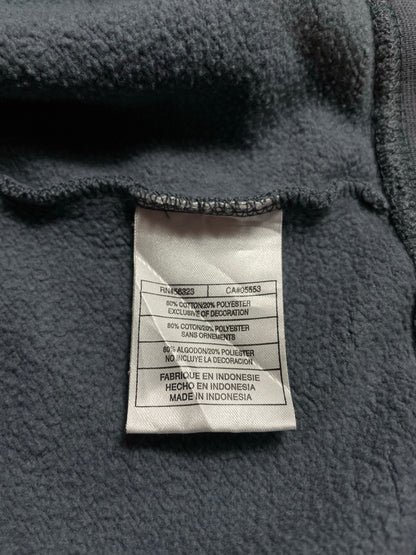 RN#56323 CA#05553
80% COTTON/20% POLYESTER
EXCLUSIVE OF DECORATION
80% COTON/20% POLYESTER
SANS ORNEMENTS
80% ALGODON/20% POLIESTER
NO INCLUYE LA DECORACION
FABRIQUE EN INDONESIE
HECHO EN INDONESIA
MADE IN INDONESIA